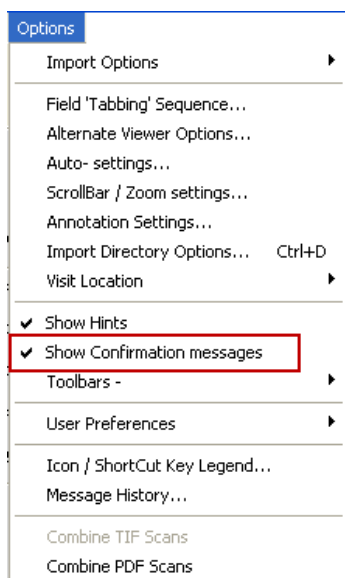 Options
Import Options
Field 'Tabbing' Sequence...
Alternate Viewer Options...
Auto- settings...
ScrollBar / Zoom settings...
Annotation Settings...
Import Directory Options... Ctrl+D
Visit Location
Show Hints
Show Confirmation messages
Toolbars -
User Preferences
Icon / ShortCut Key Legend...
Message History...
Combine TIF Scans
Combine PDF Scans